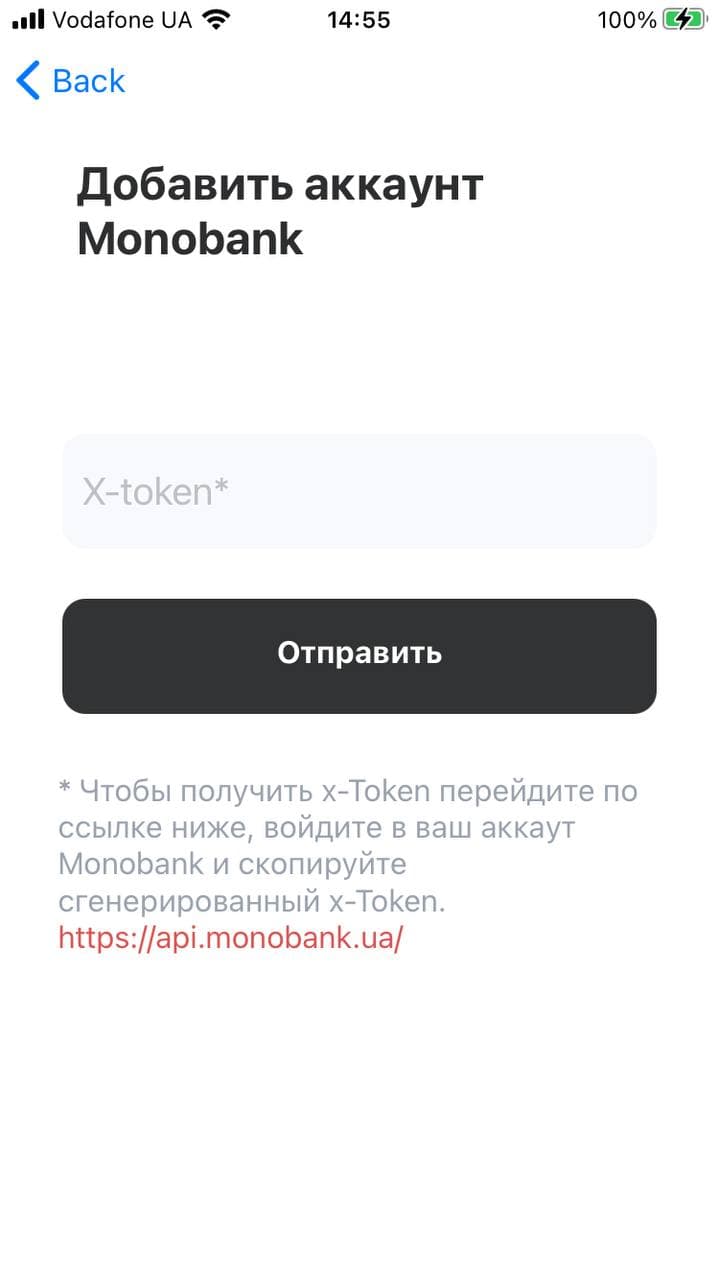 Vodafone UA 14:55 100%
Back
Добавить аккаунт
Monobank
X-token*
Отправить
* Чтобы получить x-Token перейдите по
ссылке ниже, войдите в ваш аккаут
Monobank и скопируйте
сгенерированный x-Token.
https://api.monobank.ua/